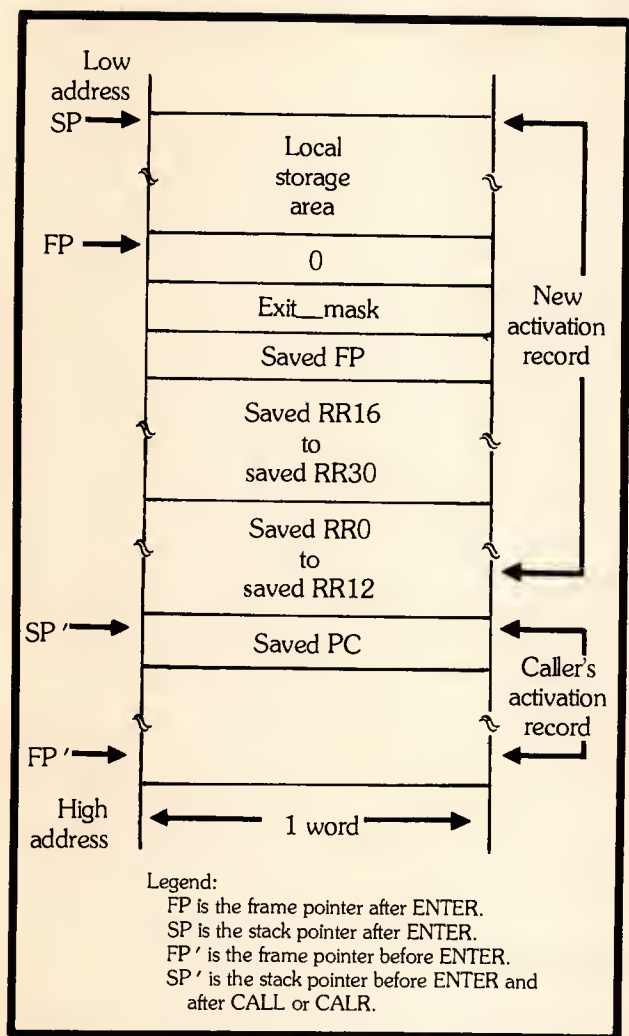 Low
address
SP
Local
storage
area
FP
0
Exit__mask
Saved FP
New
activation
record
Saved RR16
to
saved RR30
Saved RR0
to
saved RR12
SP ′
Saved PC
Caller's
activation
record
FP ′
High
address
1 word
Legend:
FP is the frame pointer after ENTER.
SP is the stack pointer after ENTER.
FP ′ is the frame pointer before ENTER.
SP ′ is the stack pointer before ENTER and
after CALL or CALR.